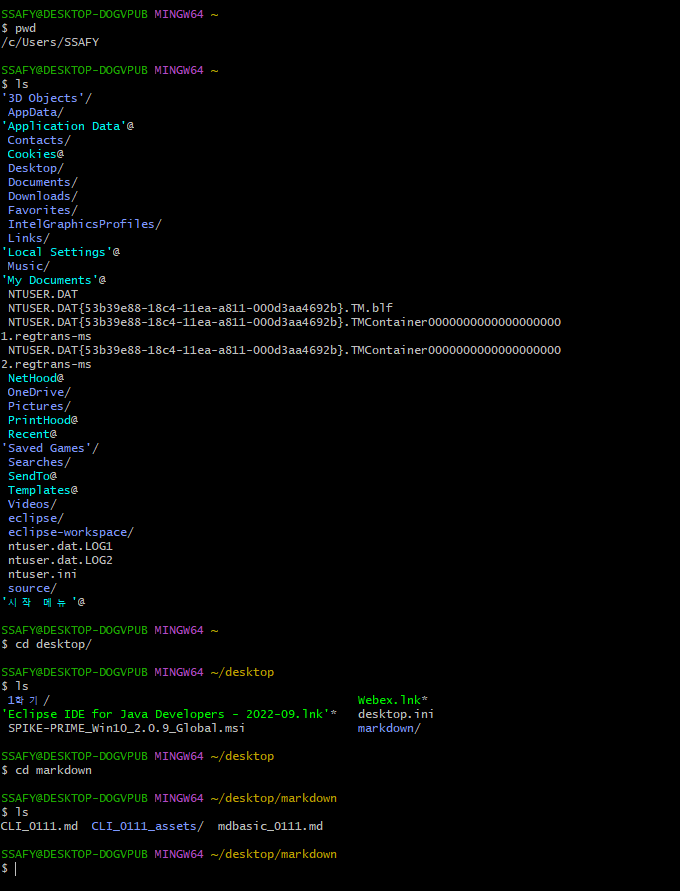 SSAFY@DESKTOP-DOGVPUB MINGW64 ~
$ pwd
/c/Users/SSAFY
SSAFY@DESKTOP-DOGVPUB MINGW64 ~
$ ls
'3D Objects'/
AppData/
'Application Data'@
Contacts/
Cookies@
Desktop/
Documents/
Downloads/
Favorites/
IntelGraphicsProfiles/
Links/
'Local Settings'@
Music/
'My Documents'@
NTUSER.DAT
NTUSER.DAT{53b39e88-18c4-11ea-a811-000d3aa4692b}.TM.blf
NTUSER.DAT{53b39e88-18c4-11ea-a811-000d3aa4692b}.TMContainer0000000000000000000
1.regtrans-ms
NTUSER.DAT{53b39e88-18c4-11ea-a811-000d3aa4692b}.TMContainer0000000000000000000
2.regtrans-ms
NetHood@
OneDrive/
Pictures/
PrintHood@
Recent@
'Saved Games'/
Searches/
SendTo@
Templates@
Videos/
eclipse/
eclipse-workspace/
ntuser.dat.LOG1
ntuser.dat.LOG2
ntuser.ini
source/
'시작 메뉴'@
SSAFY@DESKTOP-DOGVPUB MINGW64 ~
$ cd desktop/
SSAFY@DESKTOP-DOGVPUB MINGW64 ~/desktop
$ ls
1학기/ Webex.lnk*
'Eclipse IDE for Java Developers - 2022-09.lnk'* desktop.ini
SPIKE-PRIME_Win10_2.0.9_Global.msi markdown/
SSAFY@DESKTOP-DOGVPUB MINGW64 ~/desktop
$ cd markdown
SSAFY@DESKTOP-DOGVPUB MINGW64 ~/desktop/markdown
$ ls
CLI_0111.md CLI_0111_assets/ mdbasic_0111.md
SSAFY@DESKTOP-DOGVPUB MINGW64 ~/desktop/markdown
$